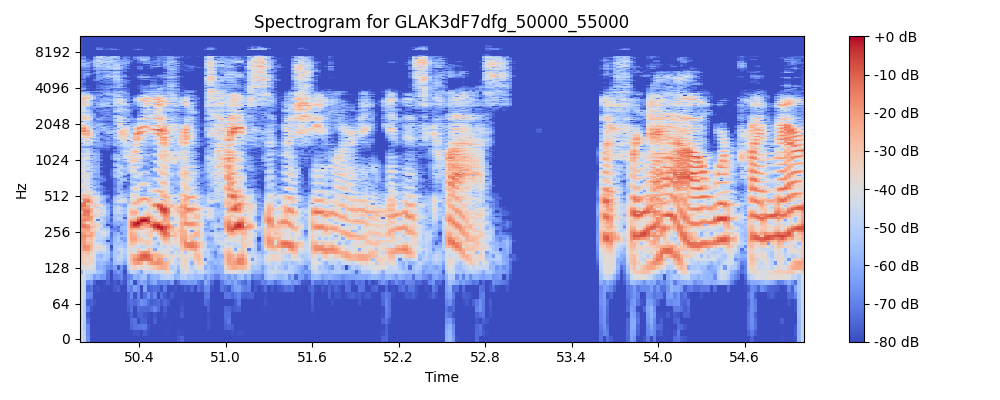 Spectrogram for GLAK3dF7dfg_50000_55000
8192
4096
2048
1024
512
256
128
64
0
Hz
50.4 51.0 51.6 52.2 52.8 53.4 54.0 54.6
Time
+0 dB
-10 dB
-20 dB
-30 dB
-40 dB
-50 dB
-60 dB
-70 dB
-80 dB